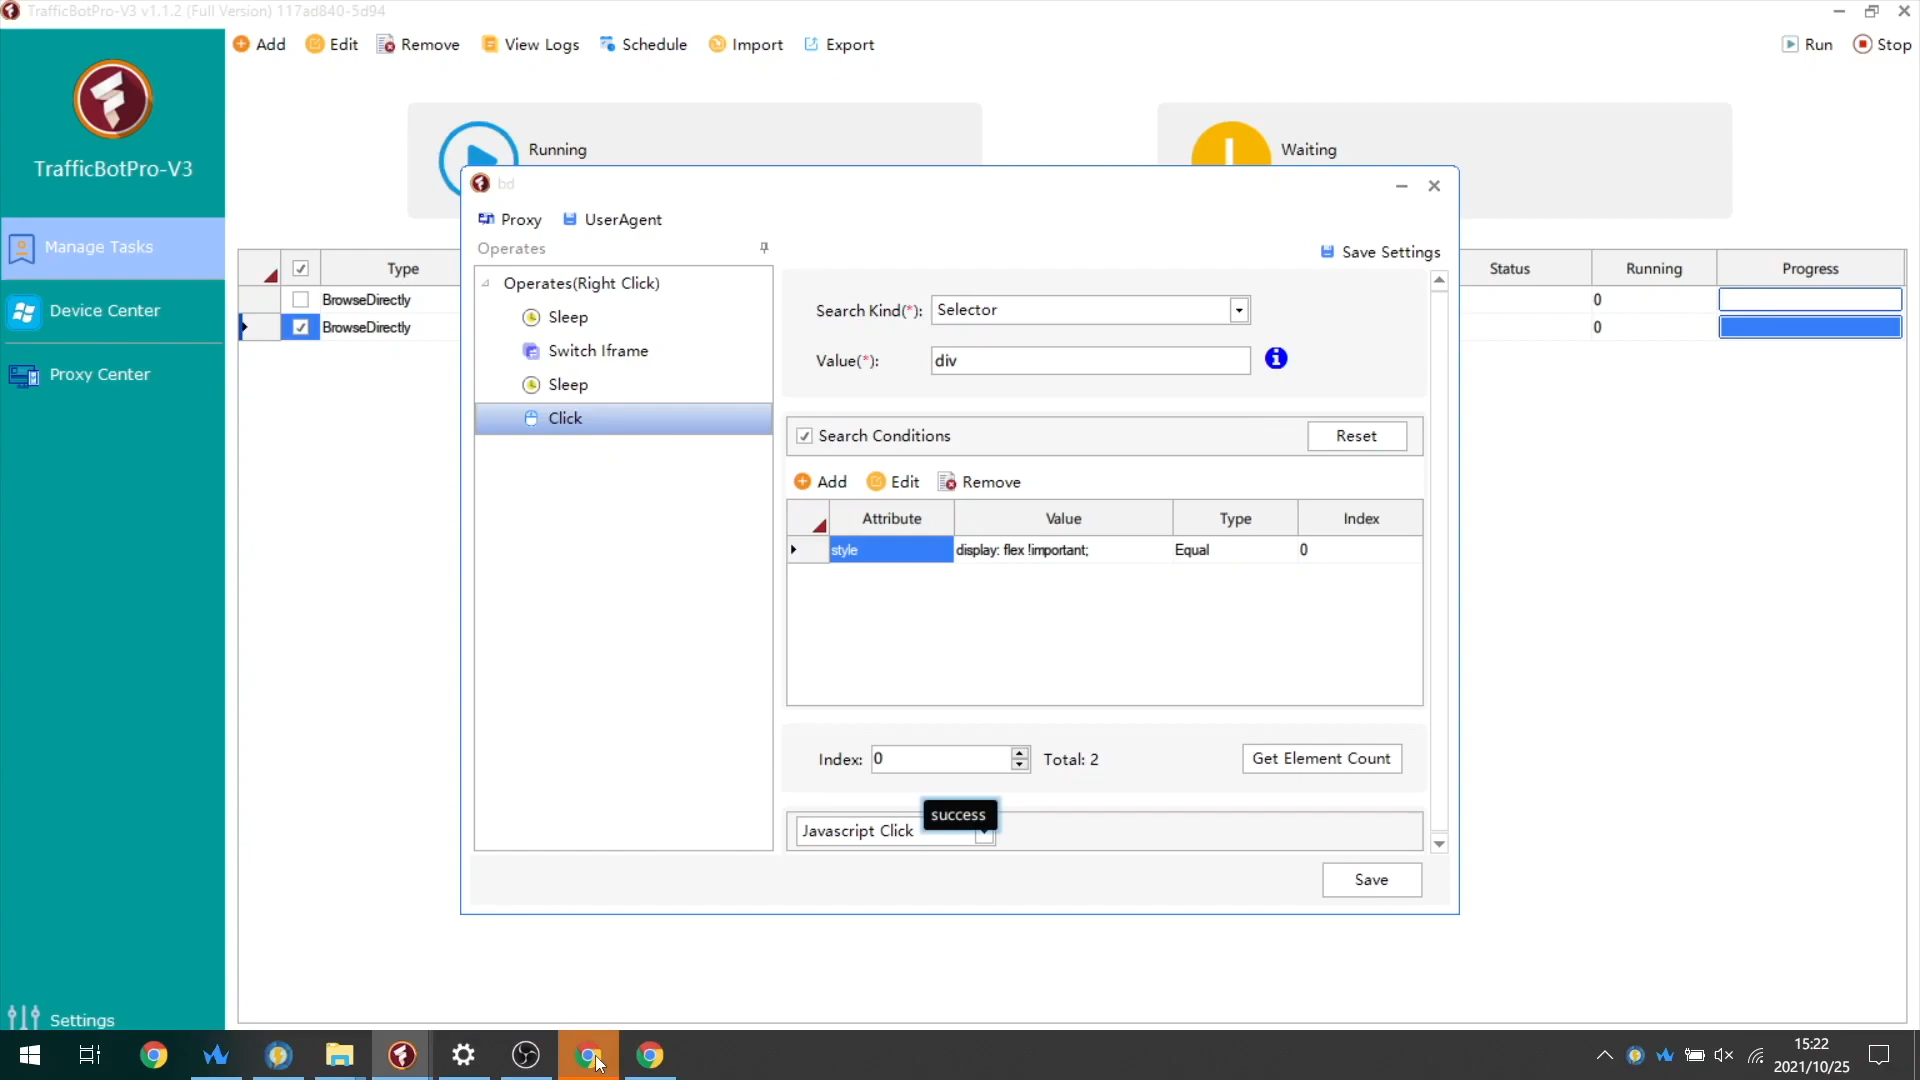 TrafficBotPro-V3 v1.1.2 (Full Version) 117ad840-5d94
Add Edit Remove View Logs Schedule Import Export Run Stop
TrafficBotPro-V3
Running
Waiting
bd
Proxy UserAgent
Operates
Save Settings
Manage Tasks
Device Center
Proxy Center
Settings
Type Status Running Progress
BrowseDirectly 0
BrowseDirectly 0
Operates(Right Click)
Sleep
Switch Iframe
Sleep
Click
Search Kind(*): Selector
Value(*): div
Search Conditions Reset
Add Edit Remove
Attribute Value Type Index
style display: flex !important; Equal 0
Index: 0 Total: 2 Get Element Count
success
Javascript Click
Save
15:22
2021/10/25